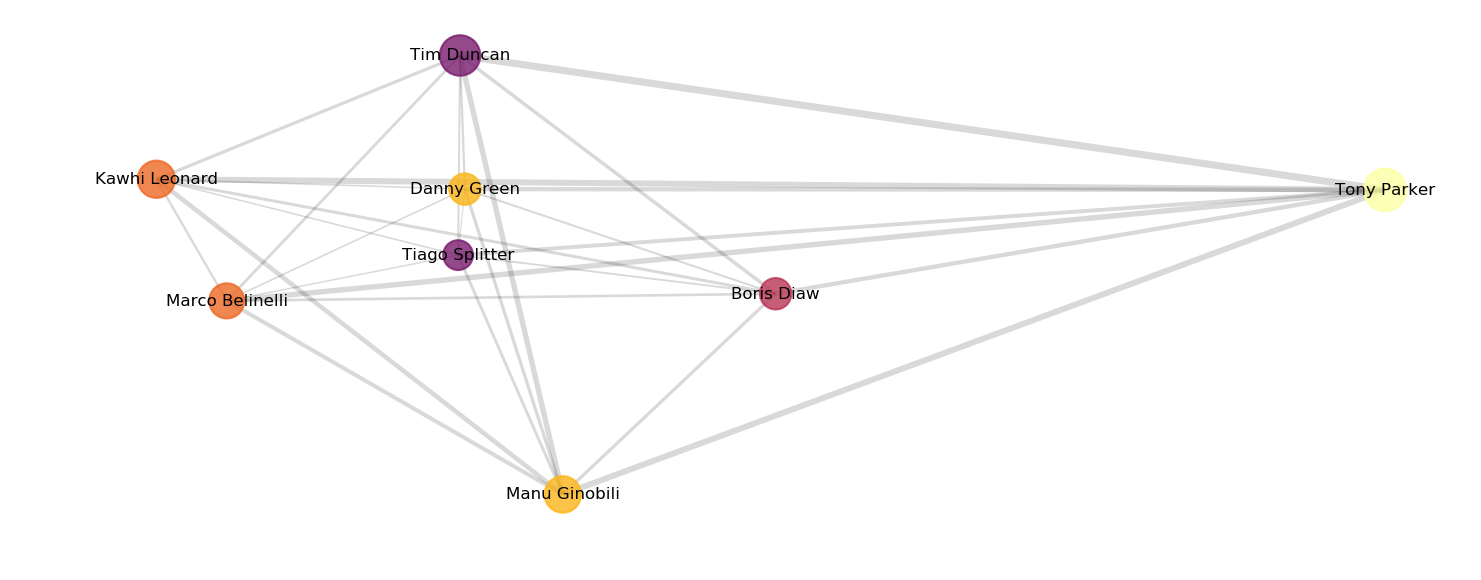 Tim Duncan
Kawhi Leonard
Danny Green
Tony Parker
Tiago Splitter
Boris Diaw
Marco Belinelli
Manu Ginobili